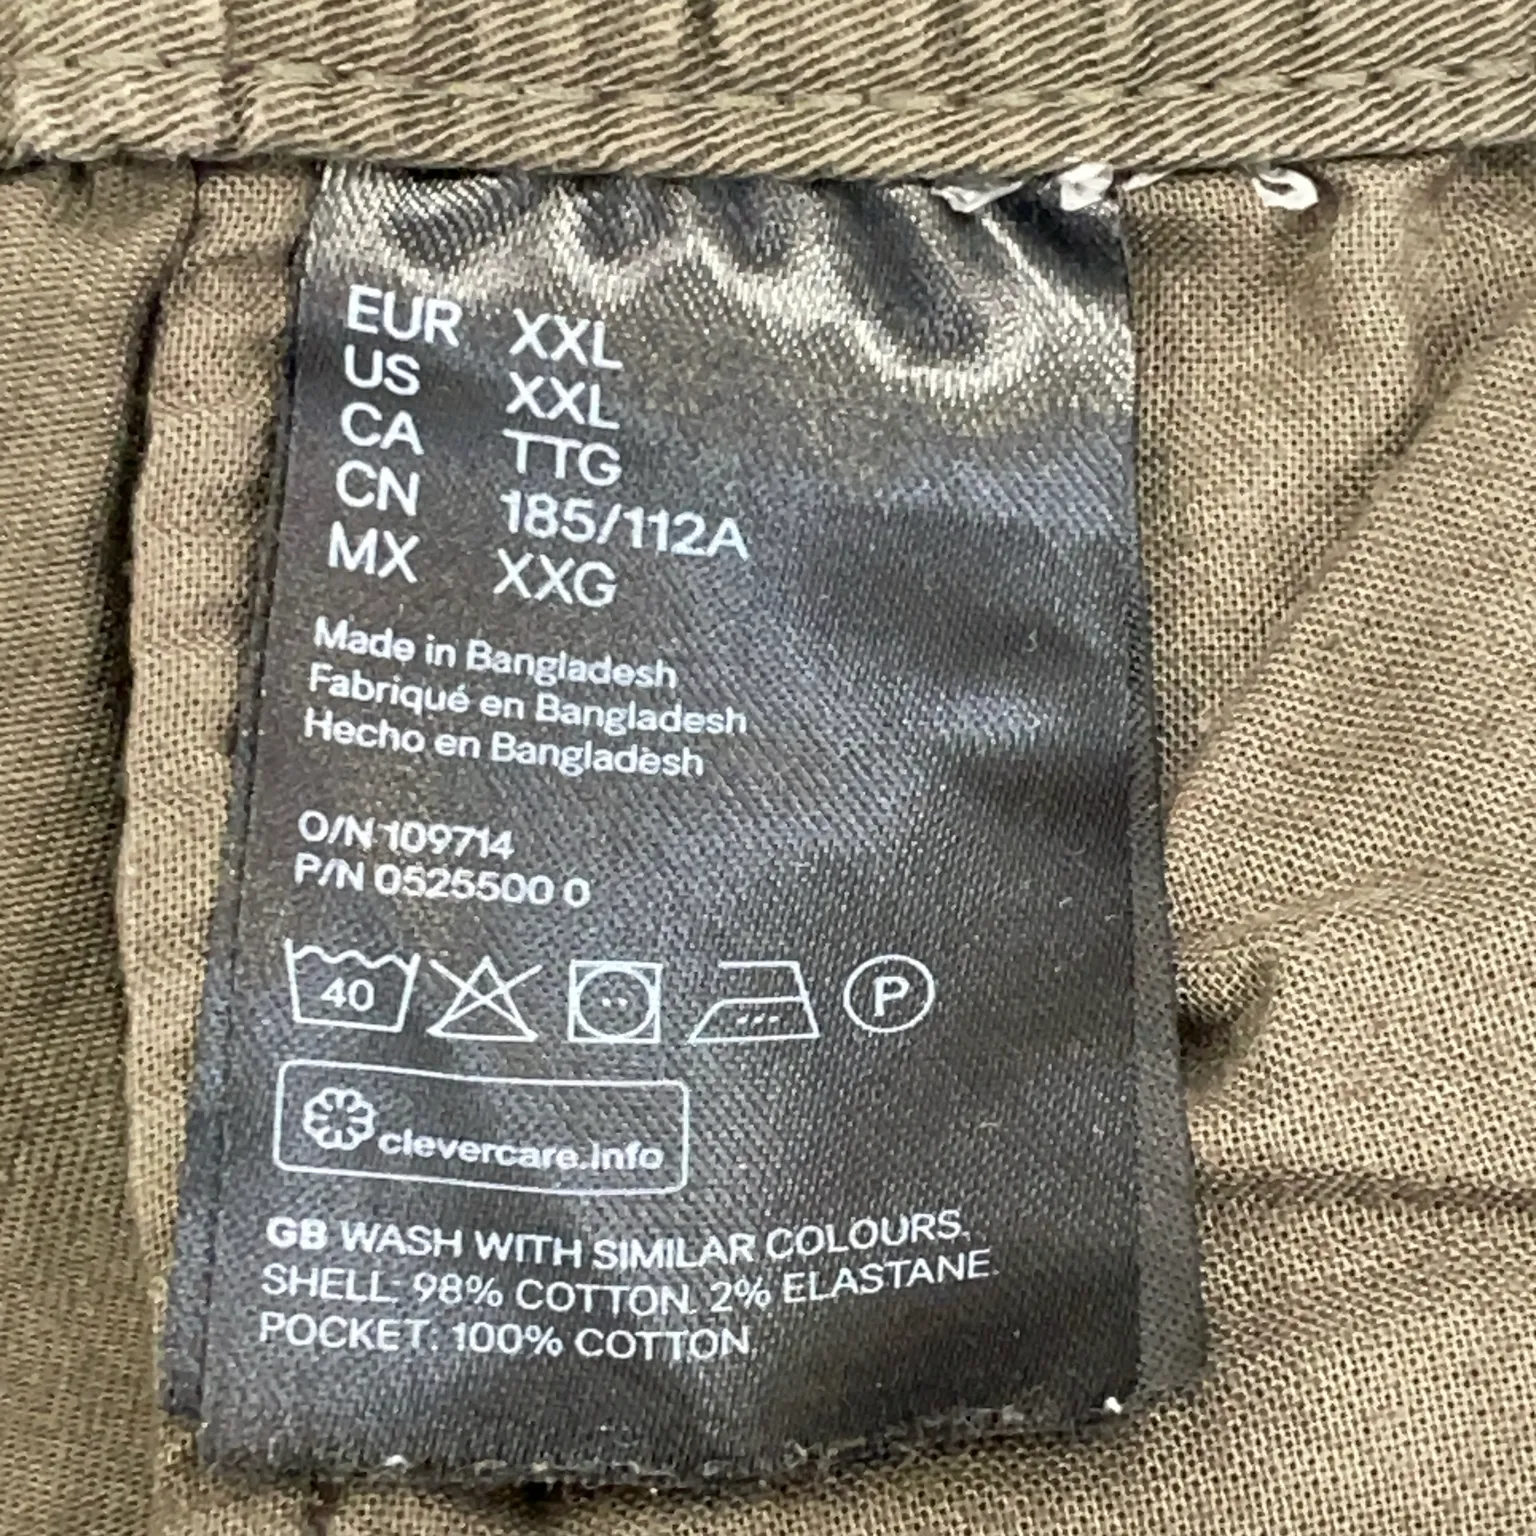 EUR XXL
US XXL
CA TTG
CN 185/112A
MX XXG
Made in Bangladesh
Fabriqué en Bangladesh
Hecho en Bangladesh
O/N 109714
P/N 0525500 0
40
P
clevercare.info
GB WASH WITH SIMILAR COLOURS.
SHELL: 98% COTTON. 2% ELASTANE.
POCKET: 100% COTTON.